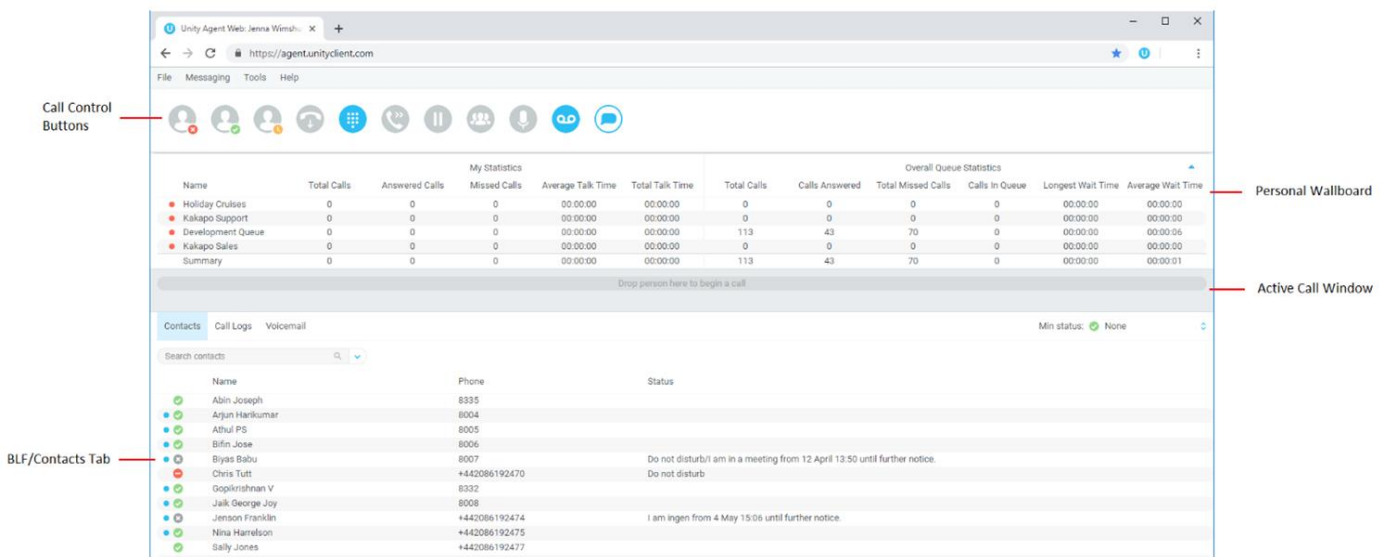 Unity Agent Web: Jenna Wimshu
https://agent.unityclient.com
File Messaging Tools Help
Call Control
Buttons
My Statistics Overall Queue Statistics
Name Total Calls Answered Calls Missed Calls Average Talk Time Total Talk Time Total Calls Calls Answered Total Missed Calls Calls In Queue Longest Wait Time Average Wait Time
Personal Wallboard
Holiday Cruises 0 0 0 00:00:00 00:00:00 0 0 0 0 00:00:00 00:00:00
Kakapo Support 0 0 0 00:00:00 00:00:00 0 0 0 0 00:00:00 00:00:00
Development Queue 0 0 0 00:00:00 00:00:00 113 43 70 0 00:00:00 00:00:06
Kakapo Sales 0 0 0 00:00:00 00:00:00 0 0 0 0 00:00:00 00:00:00
Summary 0 0 0 00:00:00 00:00:00 113 43 70 0 00:00:00 00:00:01
Drop person here to begin a call
Active Call Window
Contacts Call Logs Voicemail Min status: None
Search contacts
Name Phone Status
Abin Joseph 8335
Arjun Harikumar 8004
Athul PS 8005
Bifin Jose 8006
BLF/Contacts Tab
Biyas Babu 8007 Do not disturb/I am in a meeting from 12 April 13:50 until further notice.
Chris Tutt +442086192470 Do not disturb
Gopikrishnan V 8332
Jaik George Joy 8008
Jenson Franklin +442086192474 I am ingen from 4 May 15:06 until further notice.
Nina Harrelson +442086192475
Sally Jones +442086192477